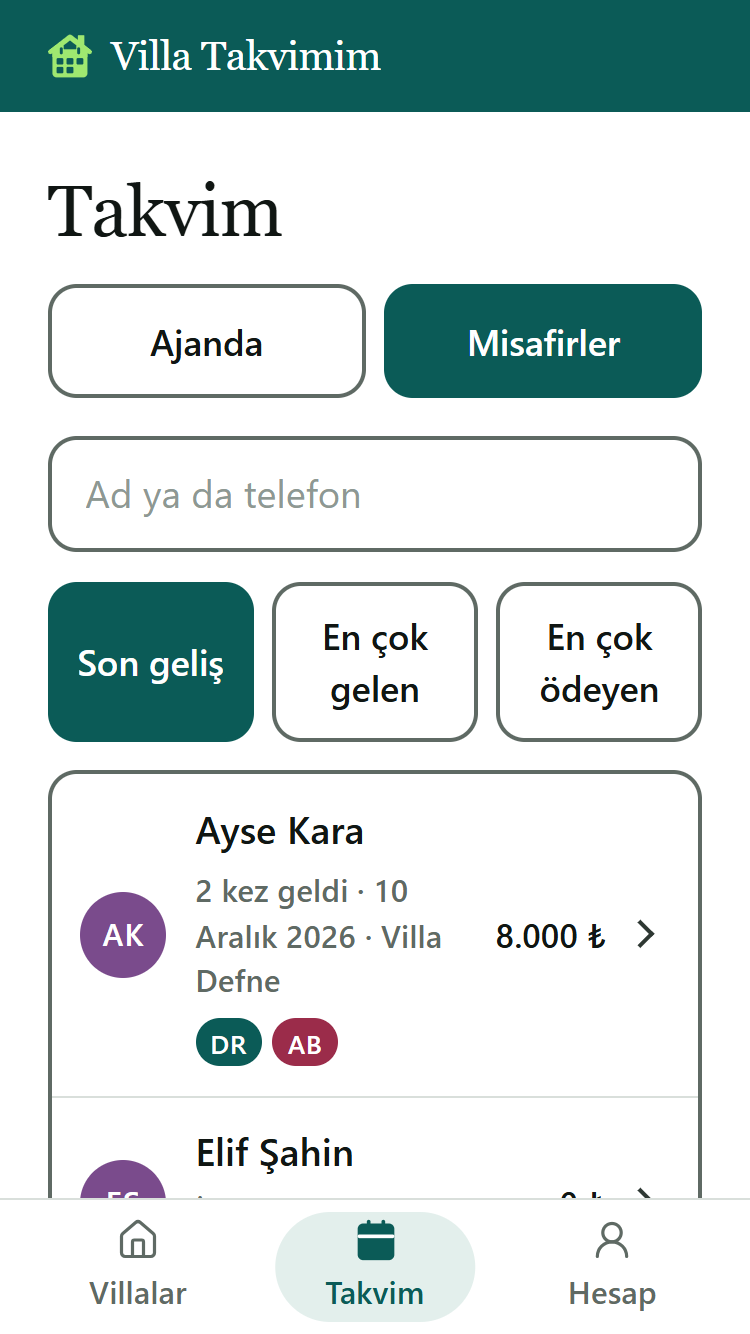 Villa Takvimim
Takvim
Ajanda
Misafirler
Ad ya da telefon
Son geliş
En çok
gelen
En çok
ödeyen
Ayse Kara
2 kez geldi · 10
Aralık 2026 · Villa
Defne
AK
8.000 ₺
DR
AB
Elif Şahin
Villalar
Takvim
Hesap